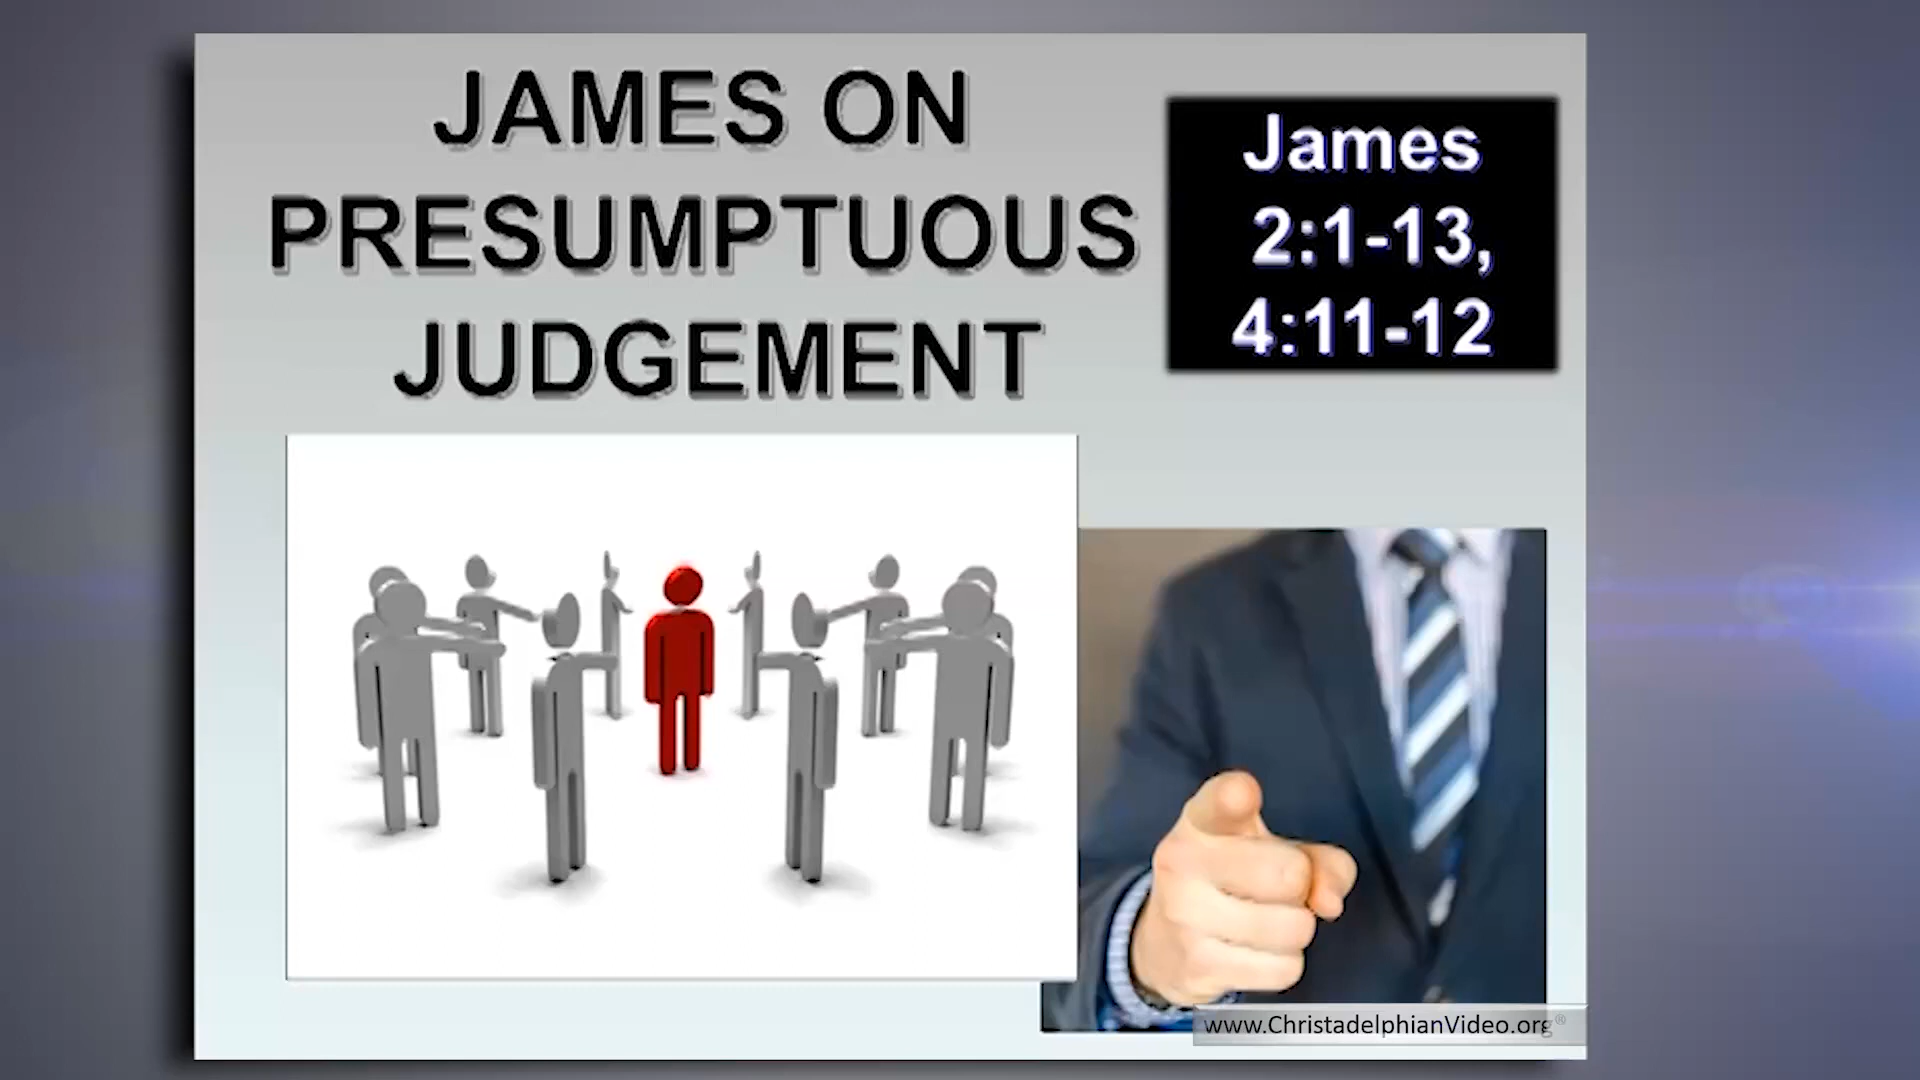 JAMES ON
PRESUMPTUOUS
JUDGEMENT
James
2:1-13,
4:11-12
www.ChristadelphianVideo.org®